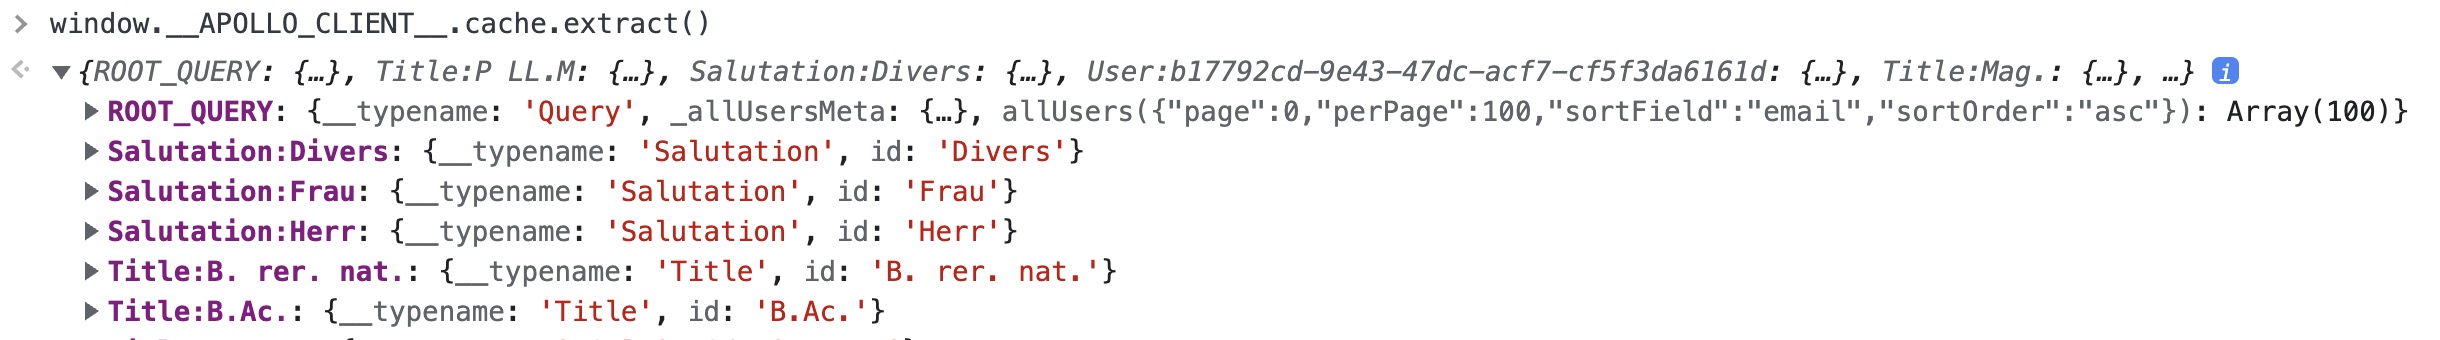 window.__APOLLO_CLIENT__.cache.extract()
{ROOT_QUERY: {…}, Title:P LL.M: {…}, Salutation:Divers: {…}, User:b17792cd-9e43-47dc-acf7-cf5f3da6161d: {…}, Title:Mag.: {…}, …} i
ROOT_QUERY: {__typename: 'Query', _allUsersMeta: {…}, allUsers({"page":0,"perPage":100,"sortField":"email","sortOrder":"asc"}): Array(100)}
Salutation:Divers: {__typename: 'Salutation', id: 'Divers'}
Salutation:Frau: {__typename: 'Salutation', id: 'Frau'}
Salutation:Herr: {__typename: 'Salutation', id: 'Herr'}
Title:B. rer. nat.: {__typename: 'Title', id: 'B. rer. nat.'}
Title:B.Ac.: {__typename: 'Title', id: 'B.Ac.'}